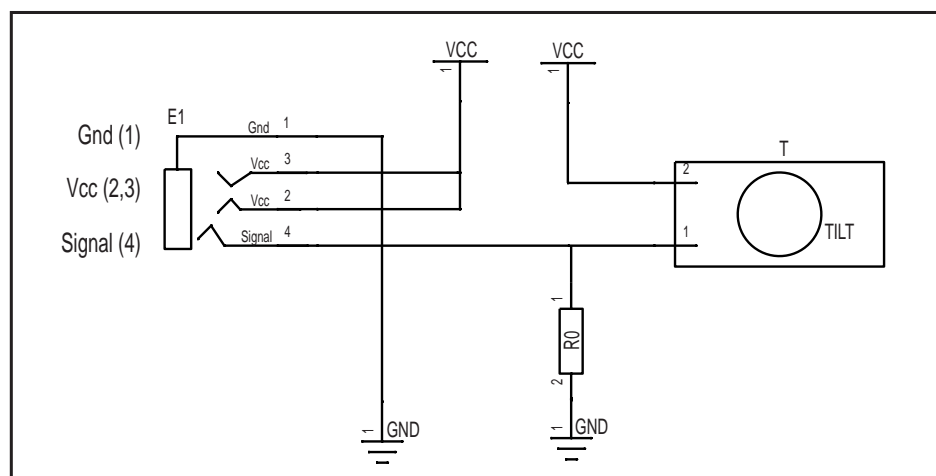 VCC
VCC
1
1
E1
Gnd (1)
Gnd 1
Vcc 3
Vcc (2,3)
Vcc 2
Signal (4)
Signal 4
T
2
TILT
1
1
R0
2
1 GND
1 GND